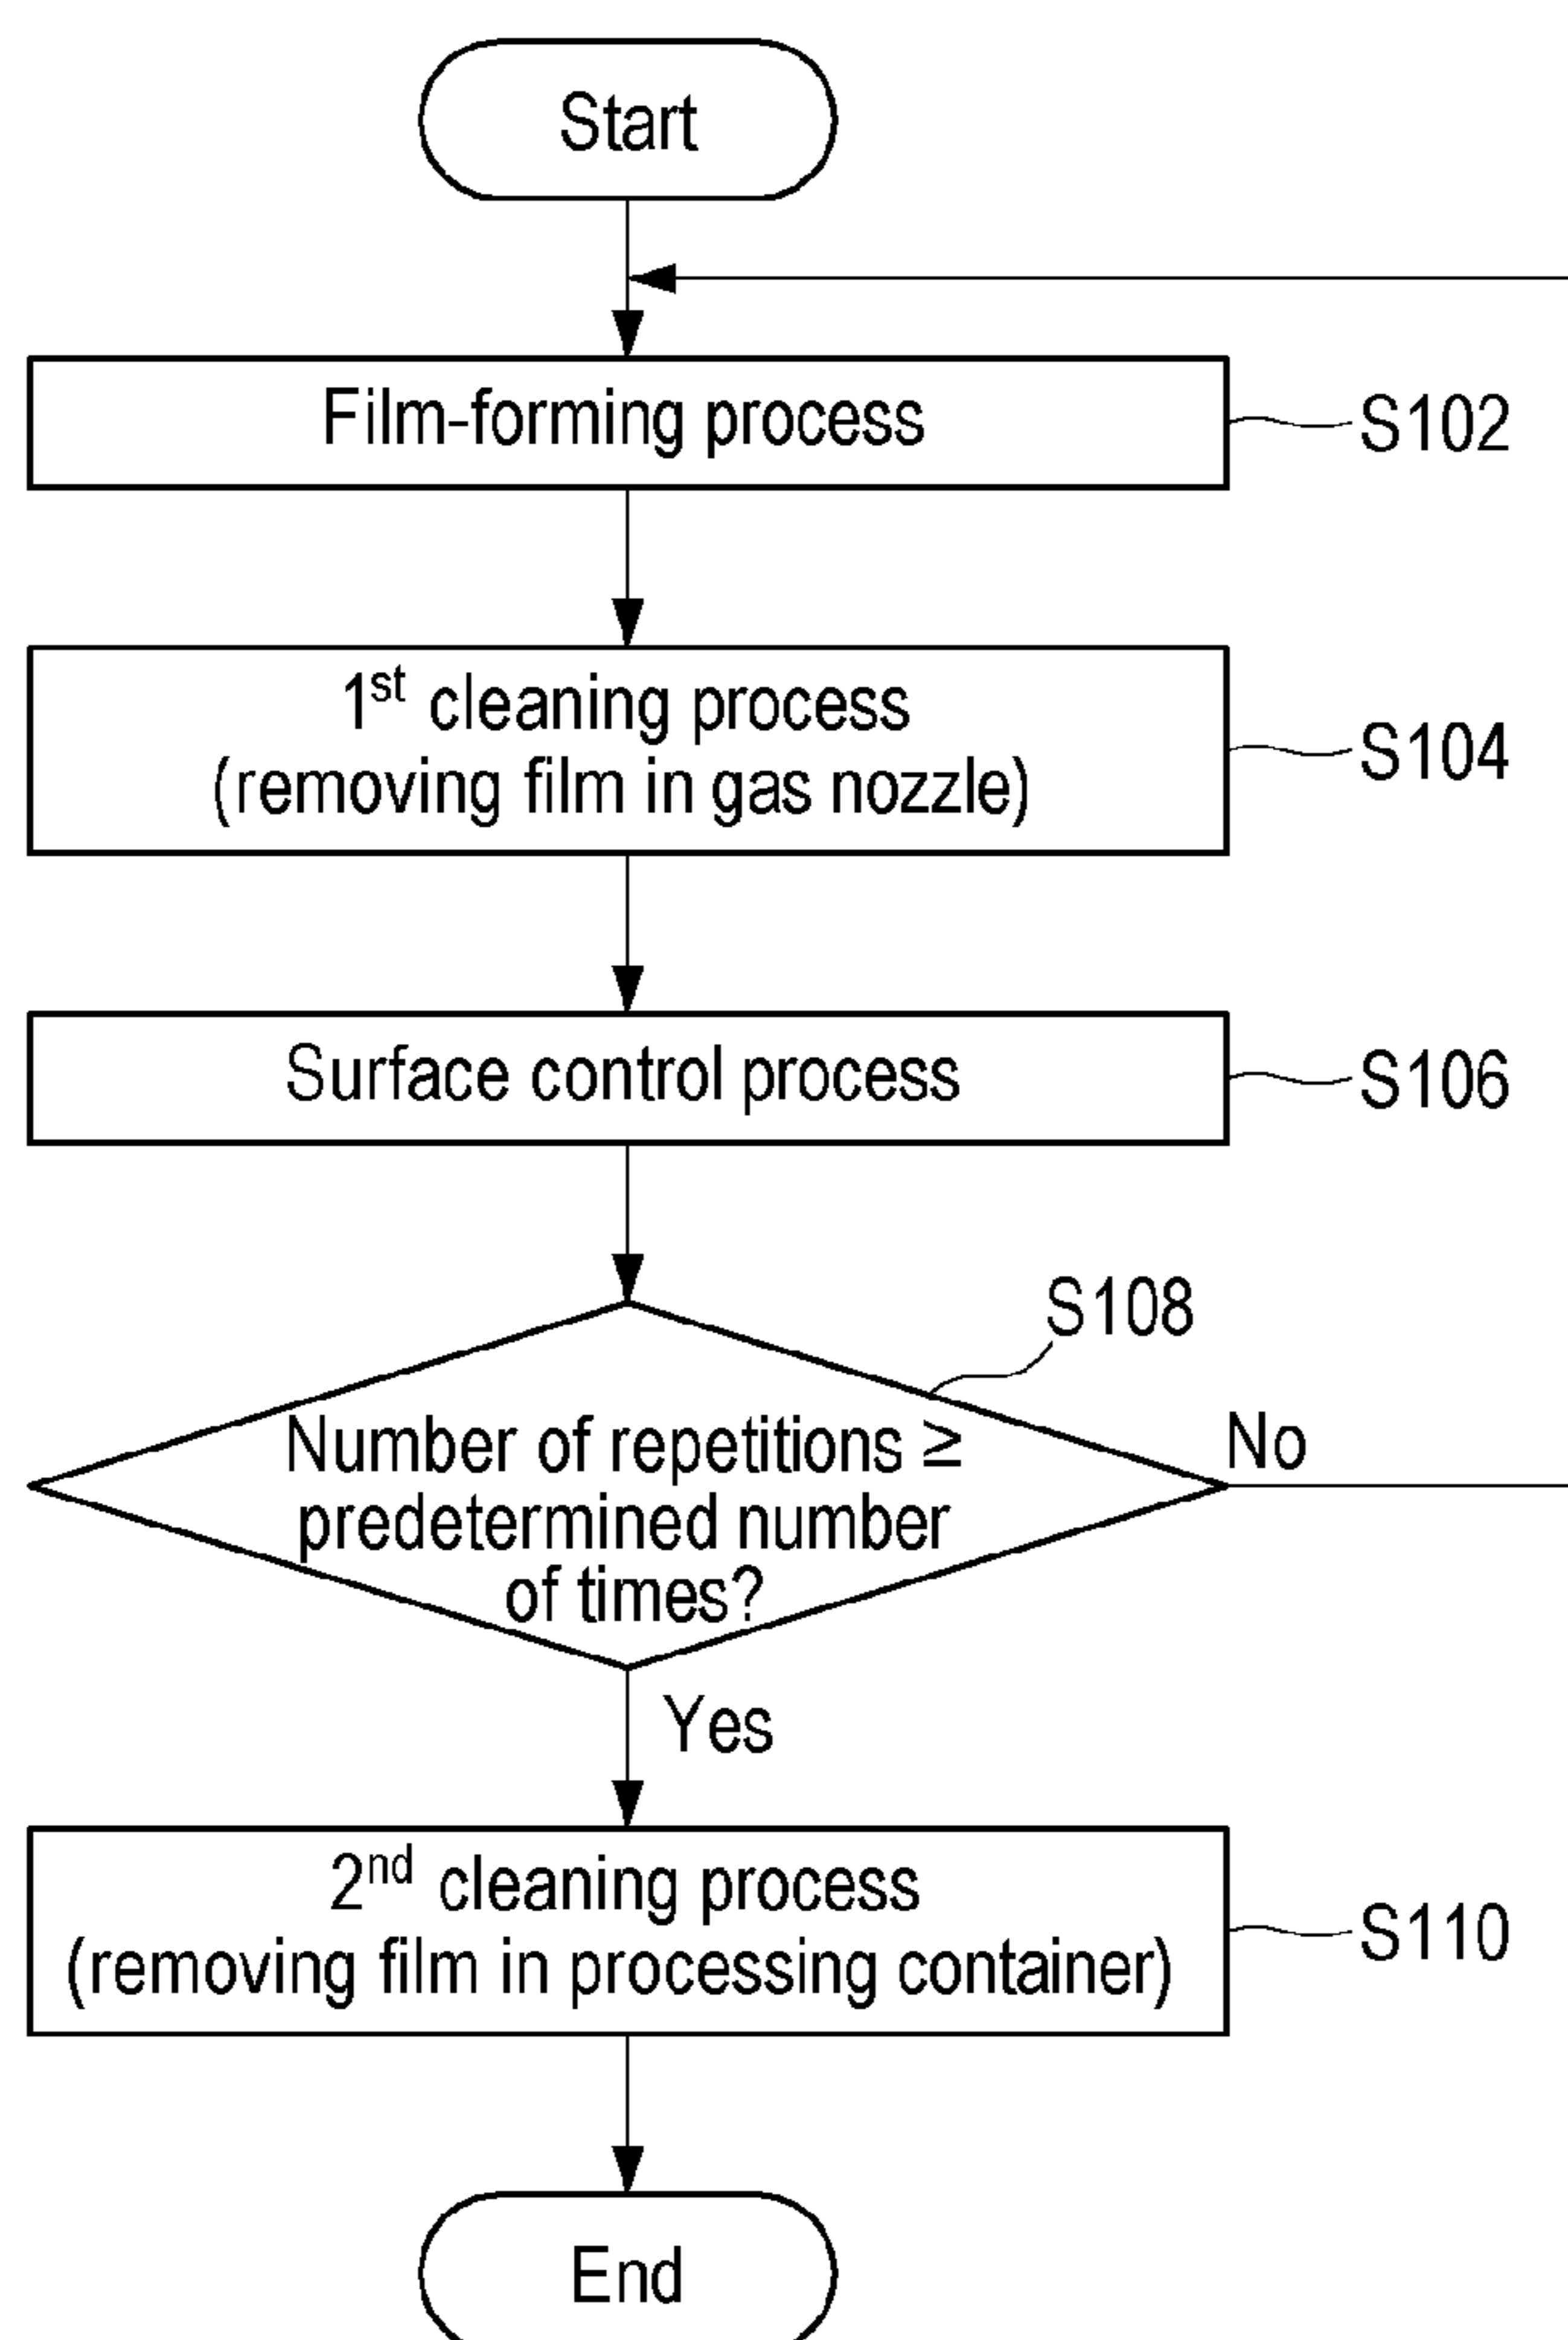 Start
Film-forming process
S102
1st cleaning process
(removing film in gas nozzle)
S104
Surface control process
S106
S108
Number of repetitions ≥
predetermined number
of times?
No
Yes
2nd cleaning process
(removing film in processing container)
S110
End